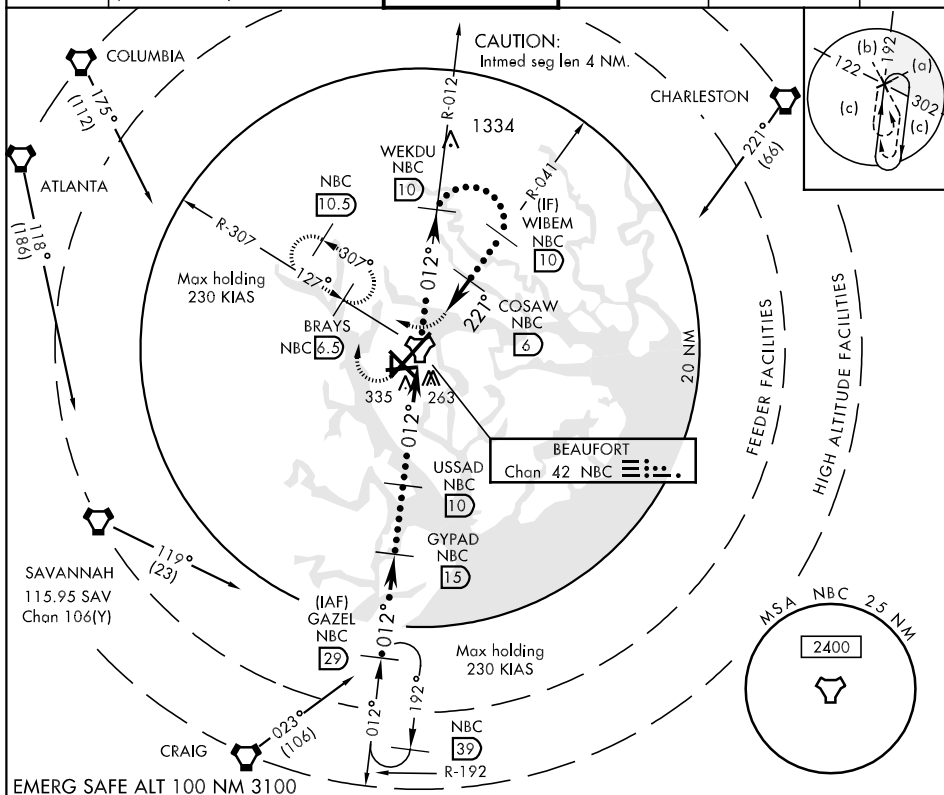 COLUMBIA
175°
(112)
ATLANTA
118°
(186)
CAUTION:
Intmed seg len 4 NM.
R-012
1334
CHARLESTON
221°
(66)
(b)
192
(a)
122
302
(c)
(c)
WEKDU
NBC
10
NBC
10.5
R-041
(IF)
WIBEM
NBC
10
R-307
307°
127°
Max holding
230 KIAS
012°
221°
COSAW
NBC
6
BRAYS
NBC 6.5
335
263
20 NM
FEEDER FACILITIES
HIGH ALTITUDE FACILITIES
012°
BEAUFORT
Chan 42 NBC
USSAD
NBC
10
GYPAD
NBC
15
119°
(23)
SAVANNAH
115.95 SAV
Chan 106(Y)
(IAF)
GAZEL
NBC
29
012°
Max holding
230 KIAS
012°
192°
NBC
39
R-192
CRAIG
023°
(106)
MSA NBC 25 NM
2400
EMERG SAFE ALT 100 NM 3100